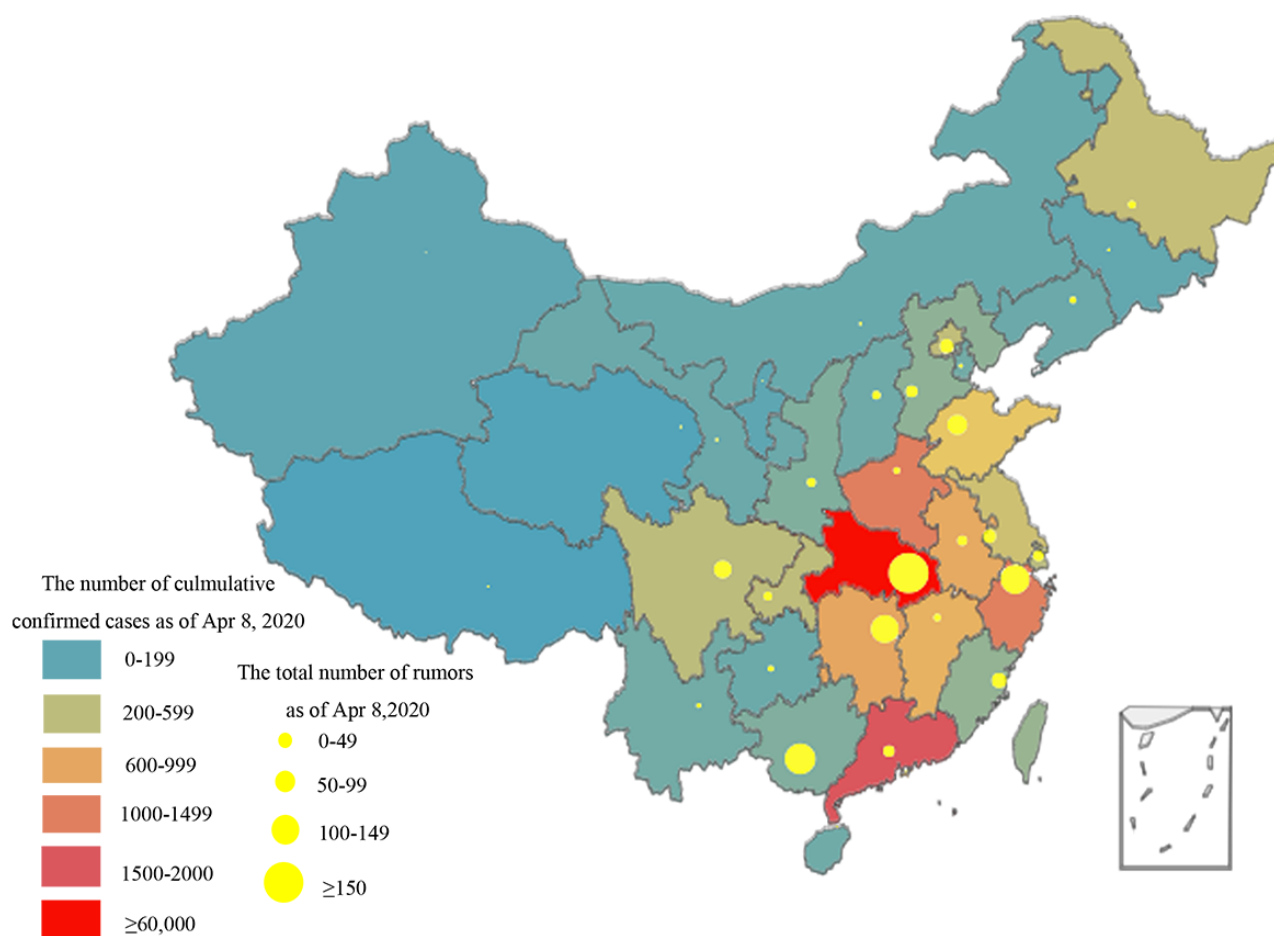 The number of culmulative
confirmed cases as of Apr 8, 2020
0-199
200-599
600-999
1000-1499
1500-2000
≥60,000
The total number of rumors
as of Apr 8,2020
0-49
50-99
100-149
≥150